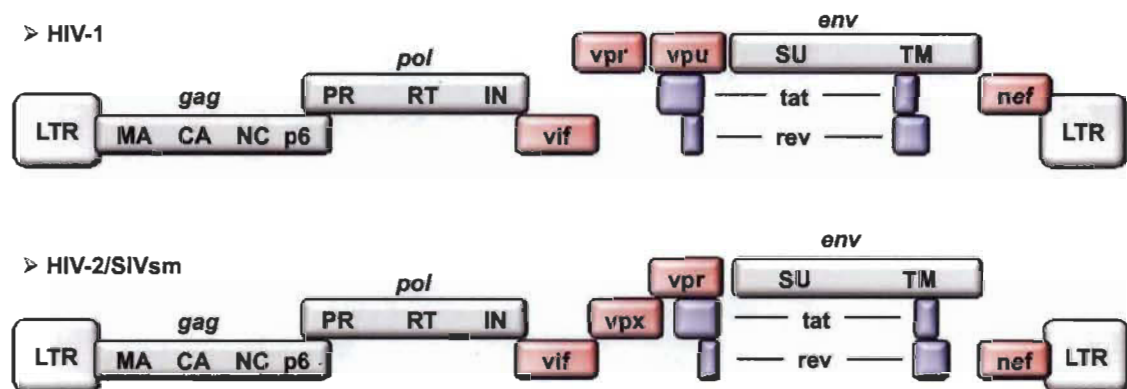 ➢ HIV-1
env
vpr vpu SU TM
pol
gag PR RT IN tat nef
LTR MA CA NC p6 vif rev LTR
➢ HIV-2/SIVsm
env
vpr SU TM
pol
gag PR RT IN vpx tat
LTR MA CA NC p6 vif rev nef LTR